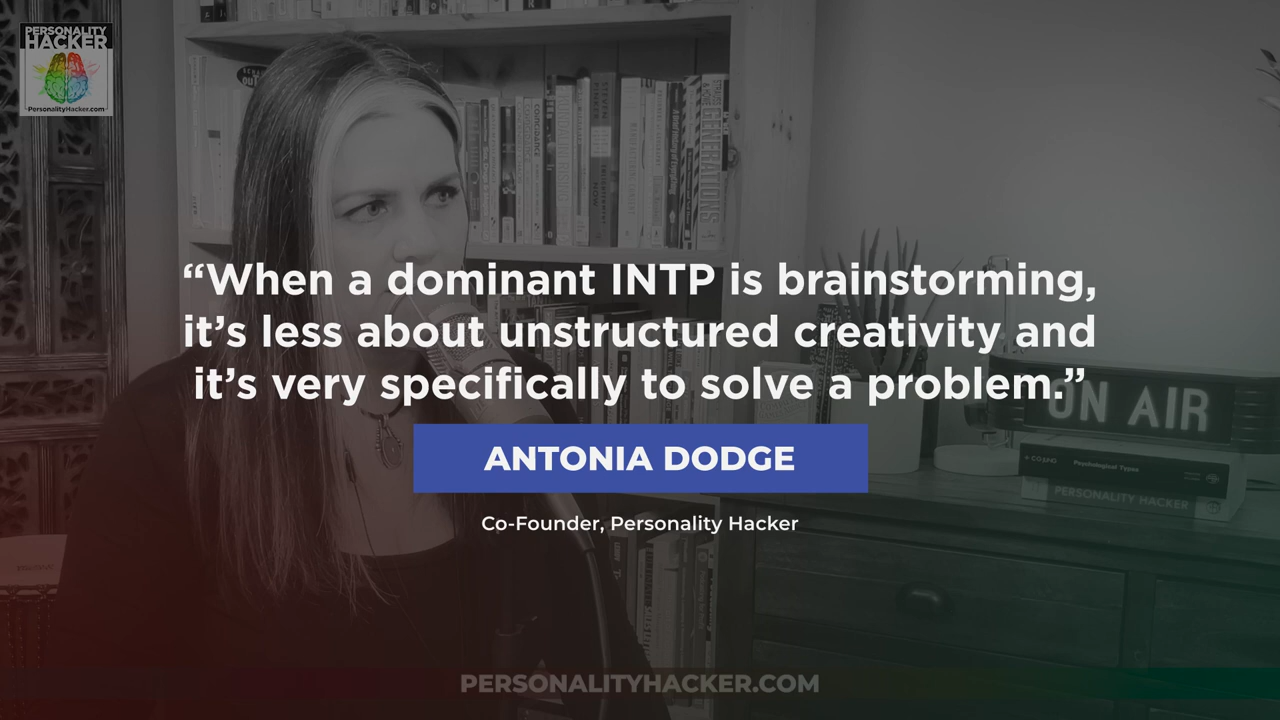 PERSONALITY
HACKER
PersonalityHacker.com
GENERATIONS
“When a dominant INTP is brainstorming,
it’s less about unstructured creativity and
it’s very specifically to solve a problem.”
ON AIR
ANTONIA DODGE
Psychological Types
PERSONALITY HACKER
Co-Founder, Personality Hacker
PERSONALITYHACKER.COM